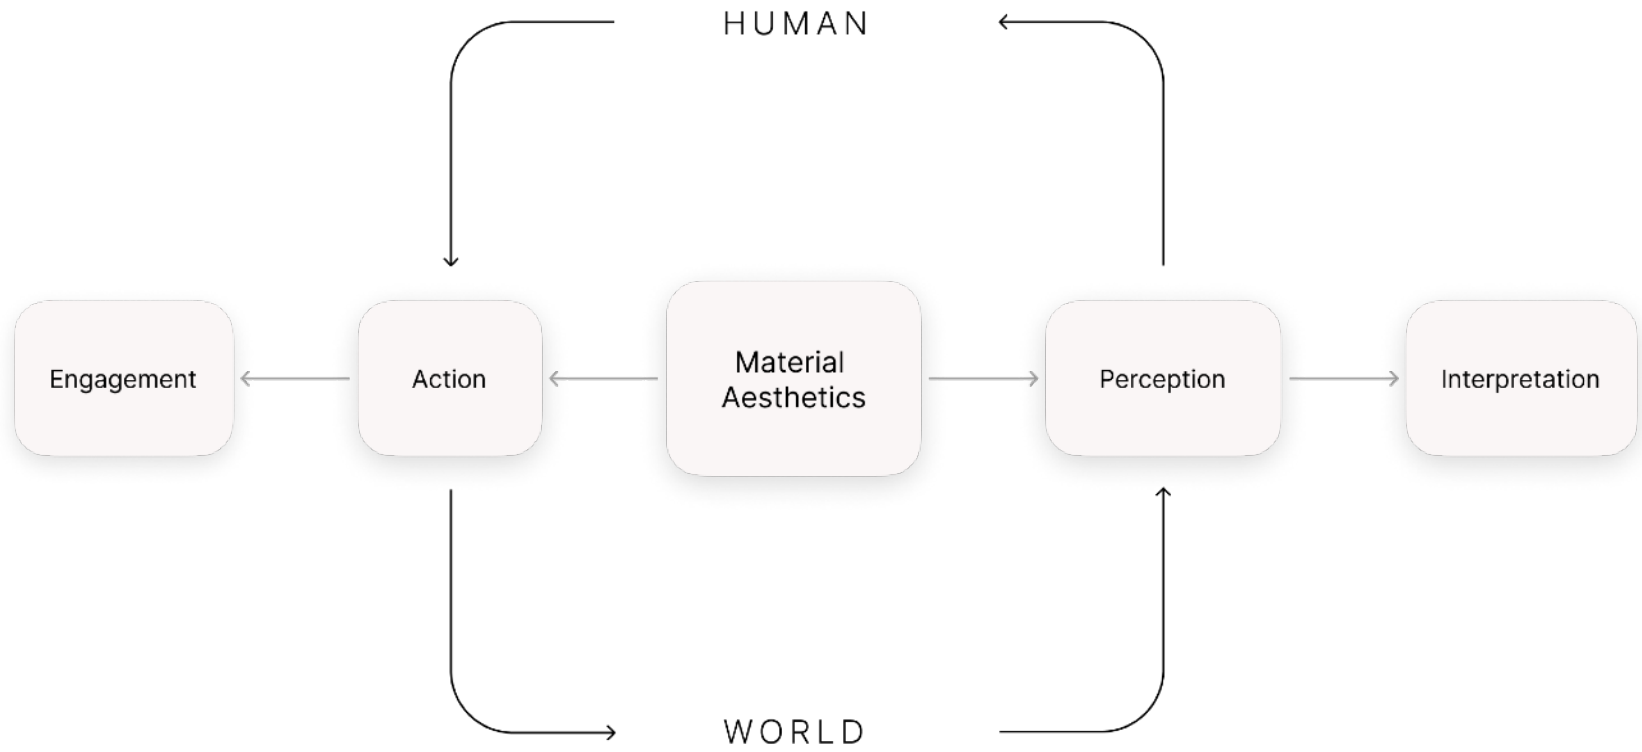 HUMAN
Engagement
Action
Material
Aesthetics
Perception
Interpretation
WORLD